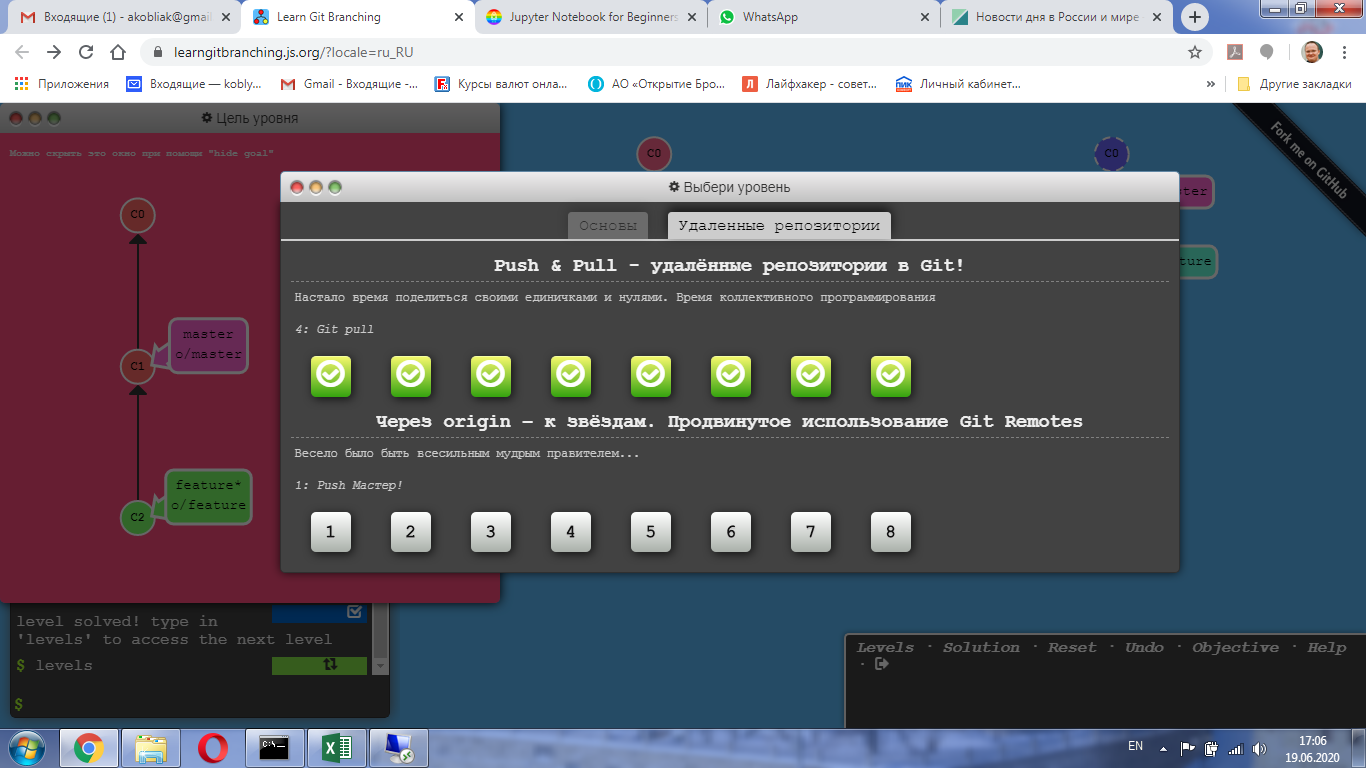 Входящие (1) - akobliak@gmail
Learn Git Branching
Jupyter Notebook for Beginners
WhatsApp
Новости дня в России и мире
learngitbranching.js.org/?locale=ru_RU
Приложения
Входящие — kobly...
Gmail - Входящие -...
Курсы валют онла...
АО «Открытие Бро...
Лайфхакер - совет...
Личный кабинет...
»
Другие закладки
Цель уровня
Можно скрыть это окно при помощи "hide goal"
C0
C1
master
o/master
C2
feature*
o/feature
C0
C0
ter
ture
Fork me on GitHub
Выбери уровень
Основы
Удаленные репозитории
Push & Pull - удалённые репозитории в Git!
Настало время поделиться своими единичками и нулями. Время коллективного программирования
4: Git pull
Через origin – к звёздам. Продвинутое использование Git Remotes
Весело было быть всесильным мудрым правителем...
1: Push Мастер!
1 2 3 4 5 6 7 8
level solved! type in
'levels' to access the next level
$ levels
$
Levels · Solution · Reset · Undo · Objective · Help
·
C:\_
EN
17:06
19.06.2020